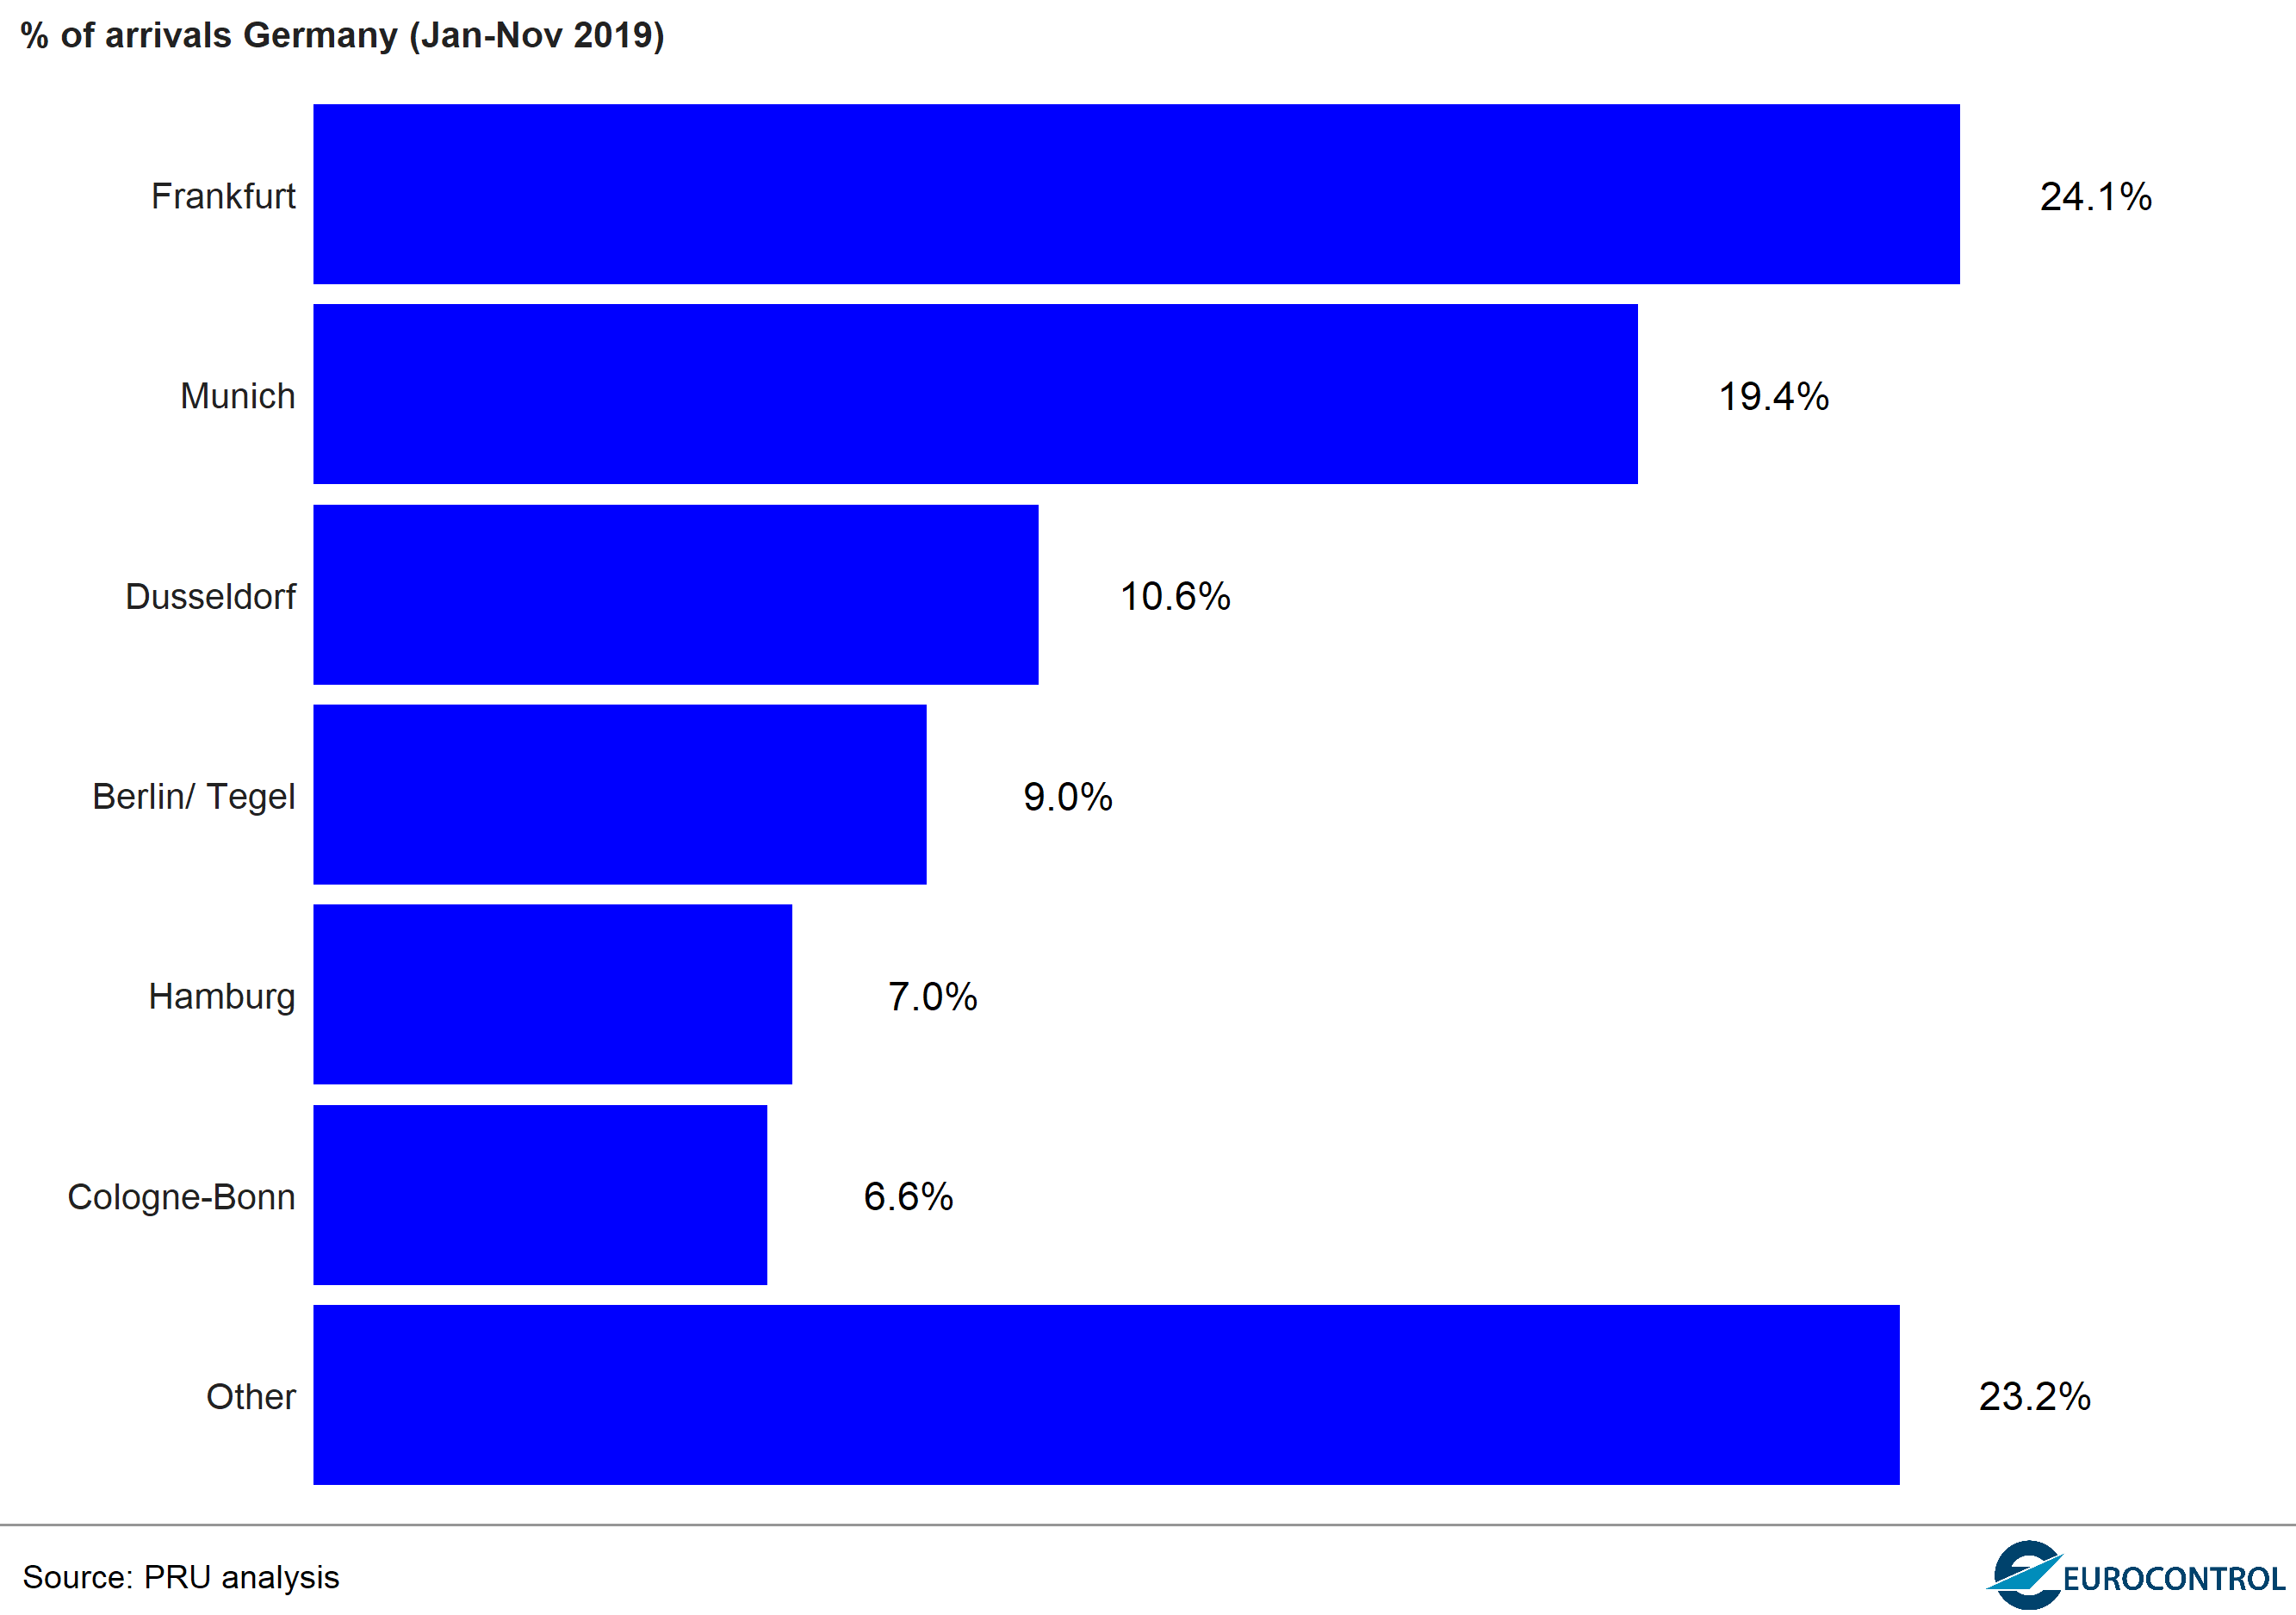 % of arrivals Germany (Jan-Nov 2019)
Frankfurt 24.1%
Munich 19.4%
Dusseldorf 10.6%
Berlin/ Tegel 9.0%
Hamburg 7.0%
Cologne-Bonn 6.6%
Other 23.2%
Source: PRU analysis
EUROCONTROL